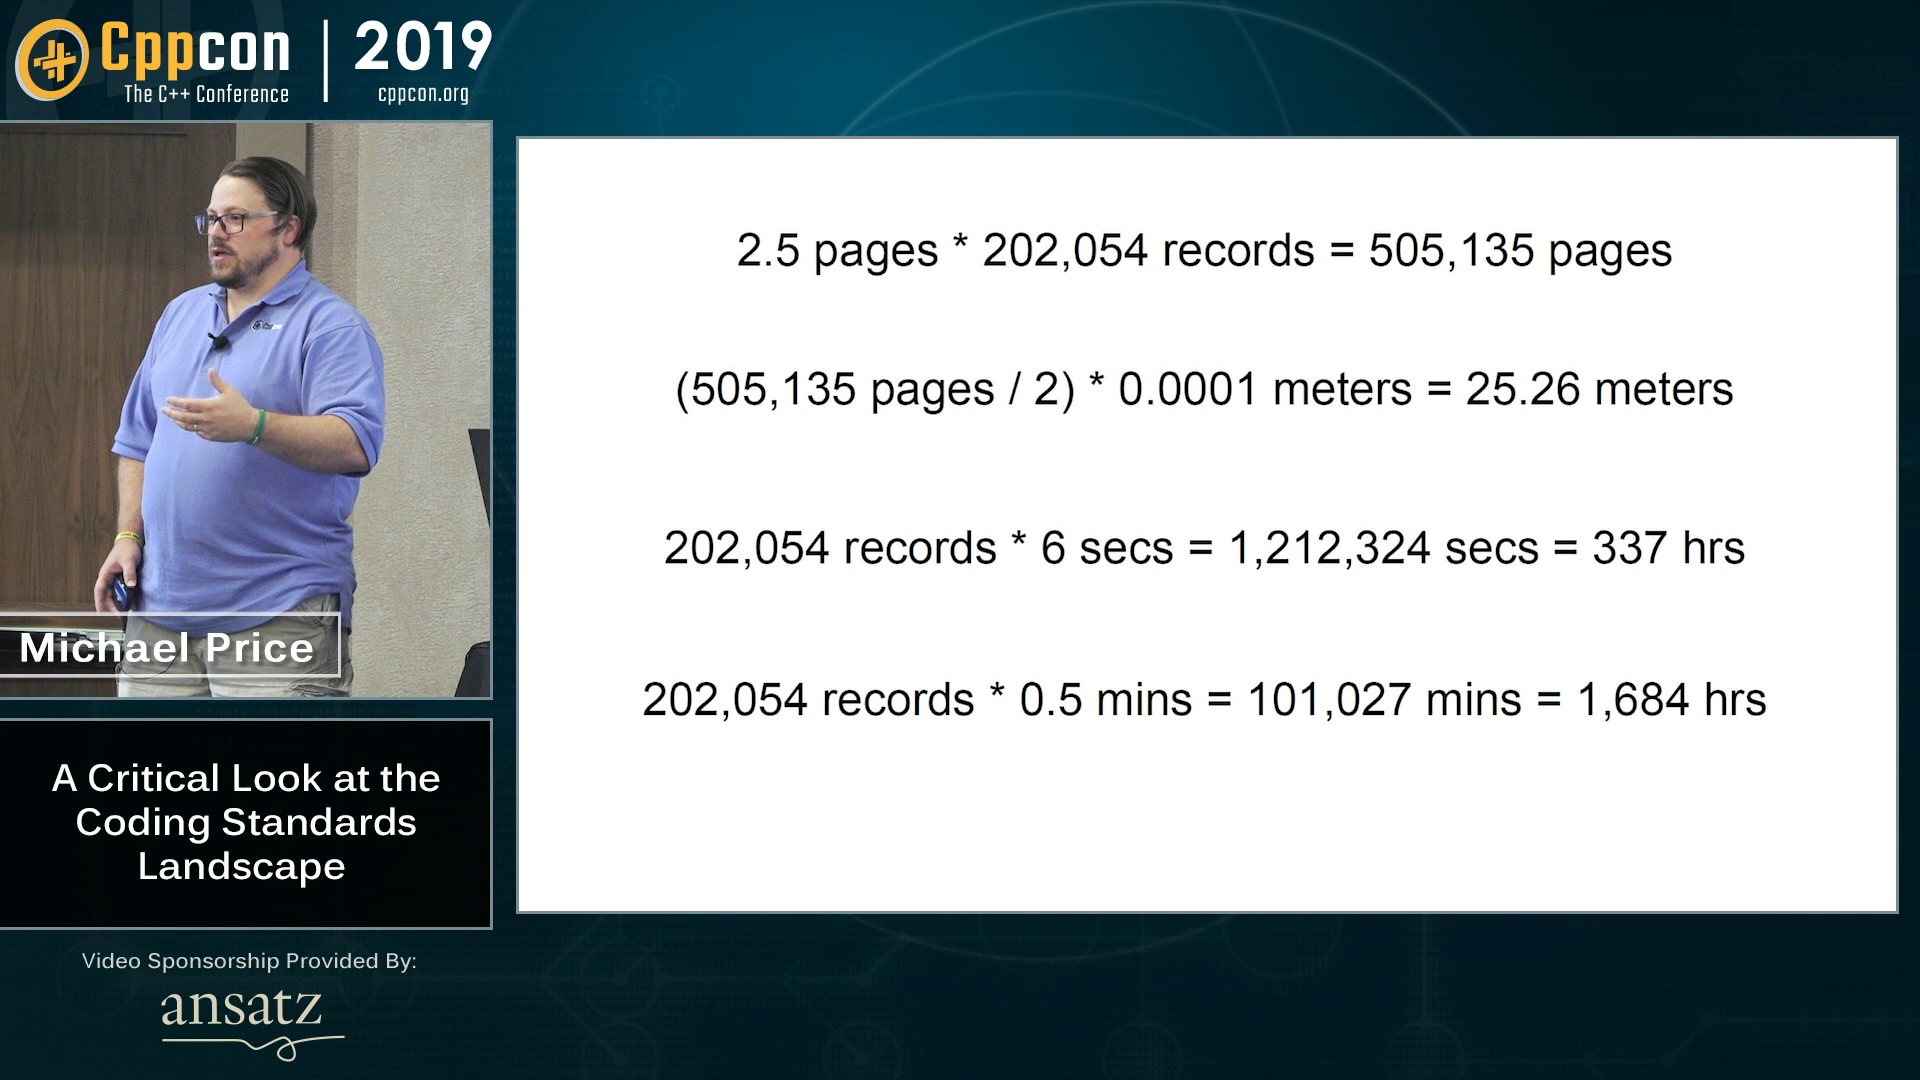 Cppcon
The C++ Conference
2019
cppcon.org
2.5 pages * 202,054 records = 505,135 pages
(505,135 pages / 2) * 0.0001 meters = 25.26 meters
202,054 records * 6 secs = 1,212,324 secs = 337 hrs
202,054 records * 0.5 mins = 101,027 mins = 1,684 hrs
Michael Price
A Critical Look at the
Coding Standards
Landscape
Video Sponsorship Provided By:
ansatz